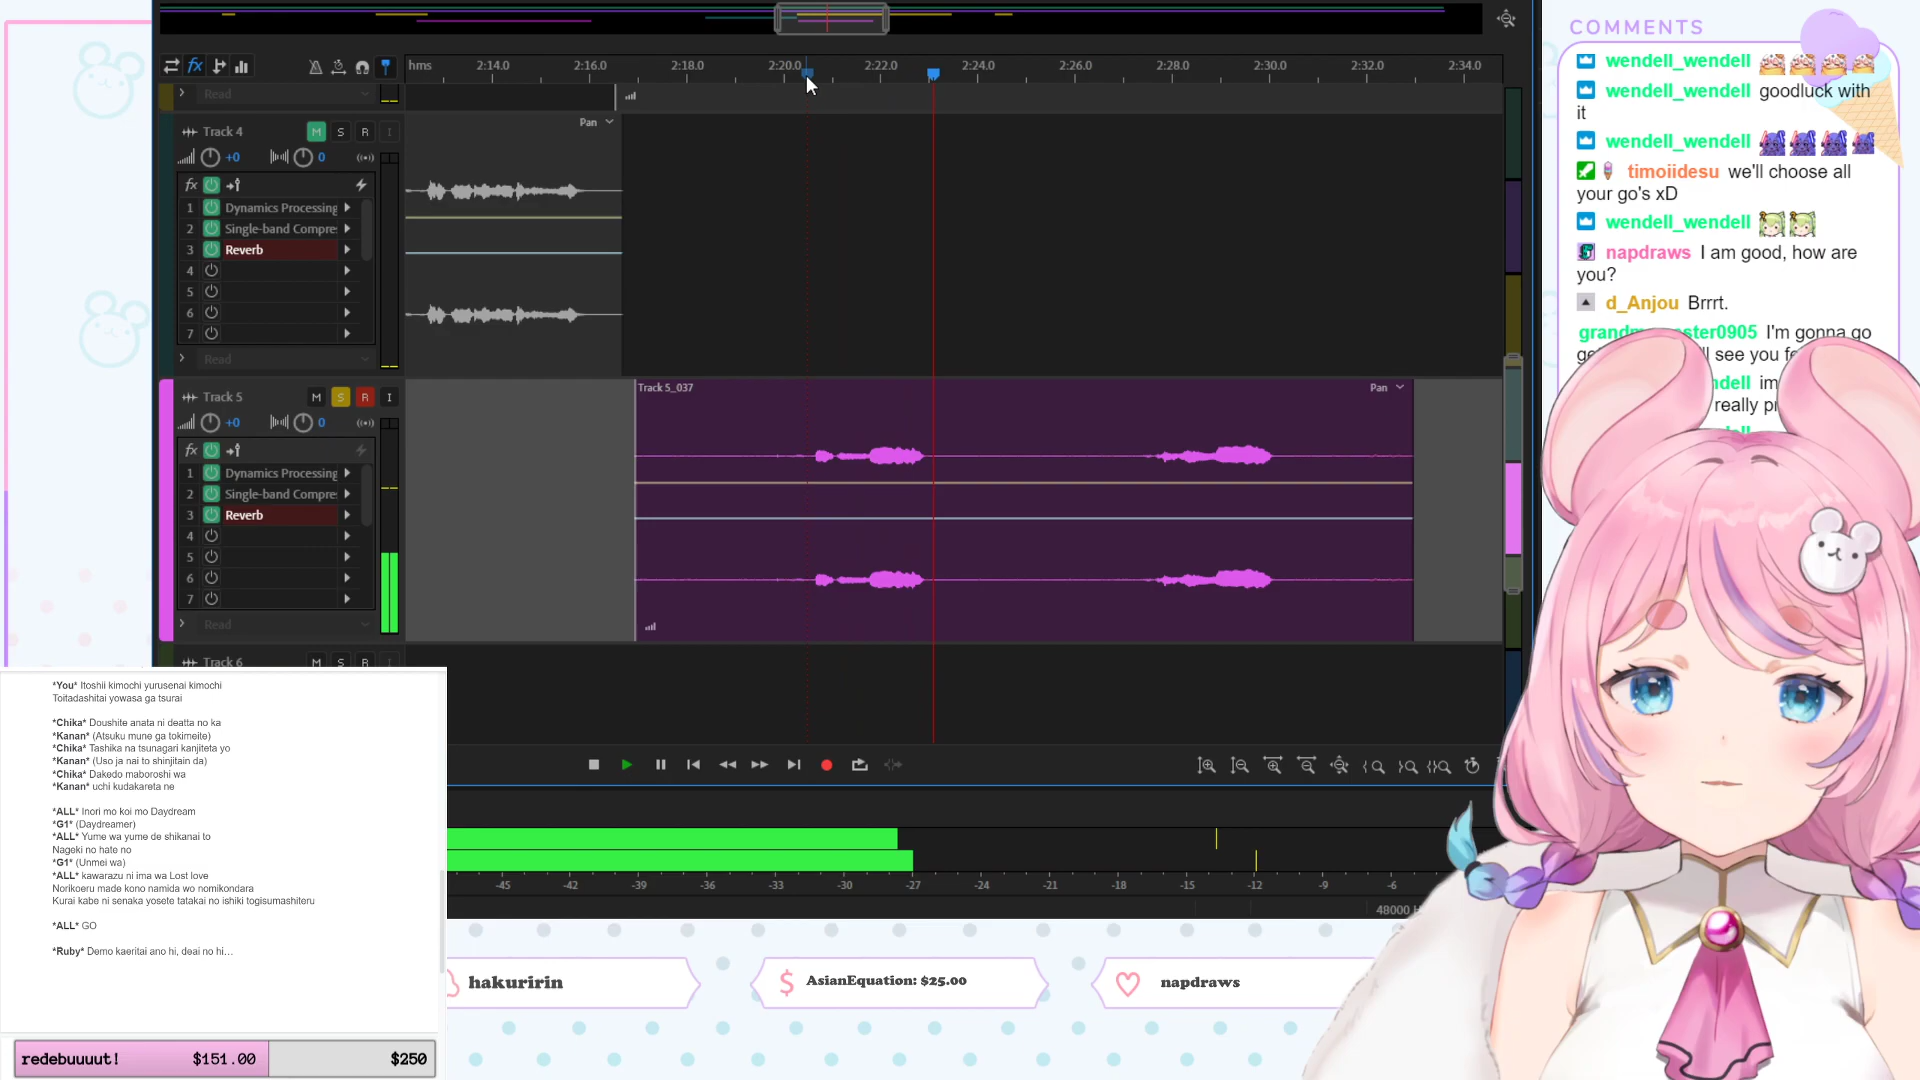 COMMENTS
wendell_wendell
wendell_wendell goodluck with
it
wendell_wendell
timoiidesu we'll choose all
your go's xD
wendell_wendell
napdraws I am good, how are
you?
d_Anjou Brrrt.
ster0905 I'm gonna go
see you
really
hms 2:14.0 2:16.0 2:18.0 2:20.0 2:22.0 2:24.0 2:26.0 2:28.0 2:30.0 2:32.0 2:34.0
Read
Track 4 M S R I
+0 0
Pan
fx
1 Dynamics Processing
2 Single-band Compre
3 Reverb
4
5
6
7
Read
Track 5 M S R I
+0 0
Track 5_037 Pan
fx
1 Dynamics Processing
2 Single-band Compre
3 Reverb
4
5
6
7
Read
Track 6 M S R I
*You* Itoshii kimochi yurusenai kimochi
Toitadashitai yowasa ga tsurai
*Chika* Doushite anata ni deatta no ka
*Kanan* (Atsuku mune ga tokimeite)
*Chika* Tashika na tsunagari kanjiteta yo
*Kanan* (Uso ja nai to shinjitain da)
*Chika* Dakedo maboroshi wa
*Kanan* uchi kudakareta ne
*ALL* Inori mo koi mo Daydream
*G1* (Daydreamer)
*ALL* Yume wa yume de shikanai to
Nageki no hate no
*G1* (Unmei wa)
*ALL* kawarazu ni ima wa Lost love
Norikoeru made kono namida wo nomikondara
Kurai kabe ni senaka yosete tatakai no ishiki togisumashiteru
*ALL* GO
*Ruby* Demo kaeritai ano hi, deai no hi...
-45 -42 -39 -36 -33 -30 -27 -24 -21 -18 -15 -12 -9 -6
48000 H
hakuririn
AsianEquation: $25.00
napdraws
redebuuuut! $151.00 $250